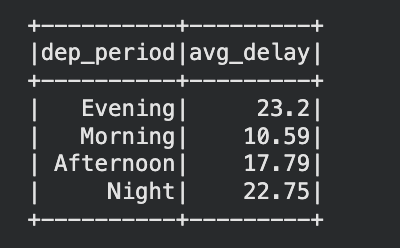 +----------+---------+
|dep_period|avg_delay|
+----------+---------+
|   Evening|     23.2|
|   Morning|    10.59|
| Afternoon|    17.79|
|     Night|    22.75|
+----------+---------+